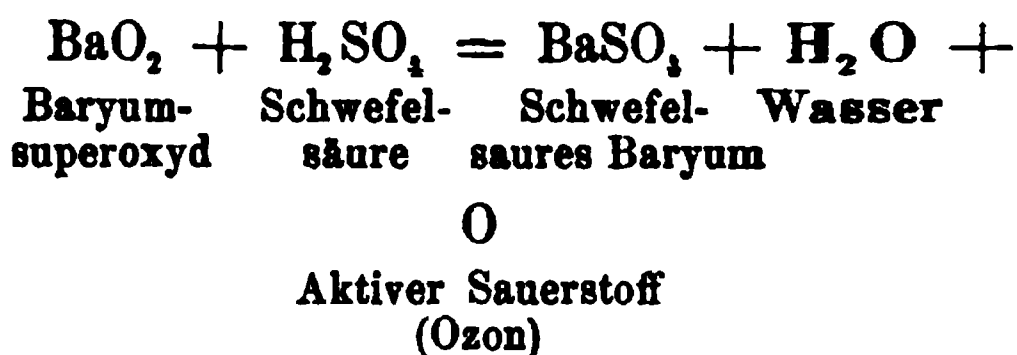 BaO₂ + H₂SO₄ = BaSO₄ + H₂O +
Baryum- Schwefel- Schwefel- Wasser
superoxyd säure saures Baryum
O
Aktiver Sauerstoff
(Ozon)